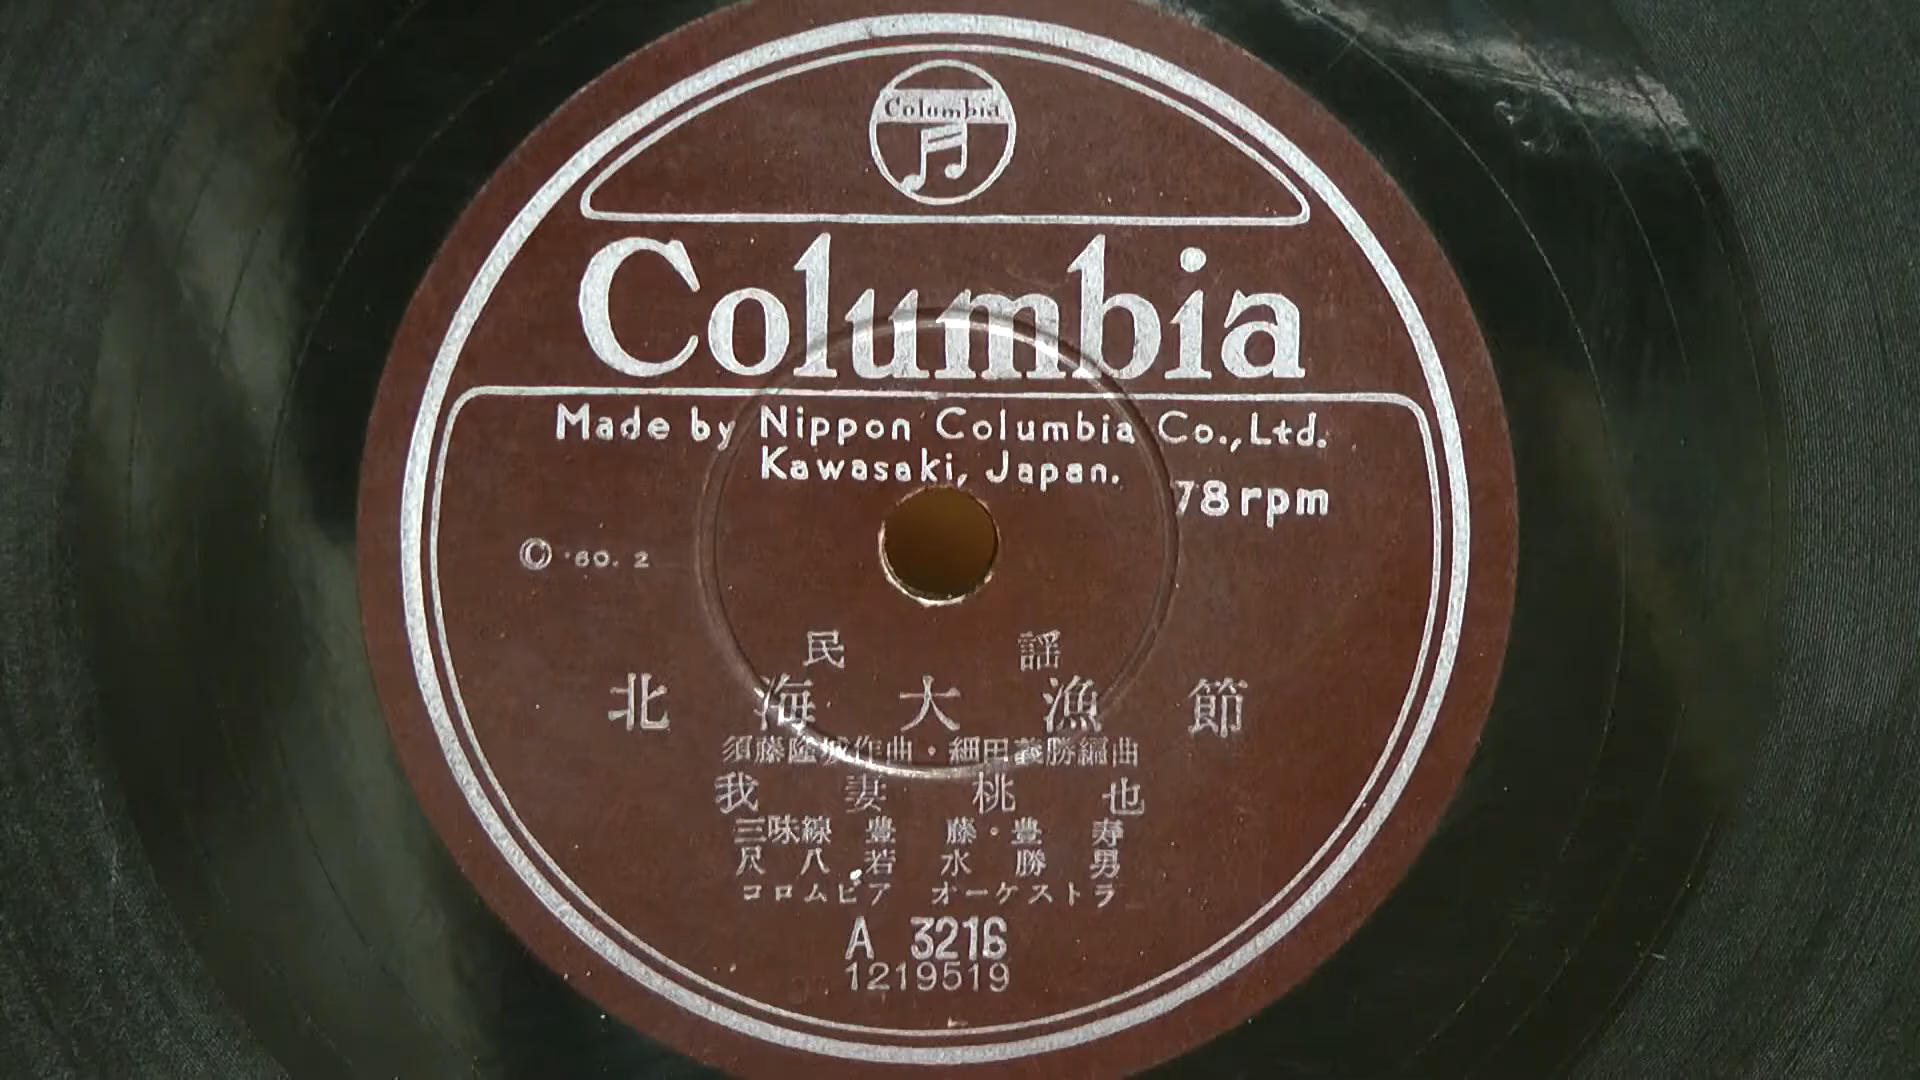 Columbia
Columbia
Made by Nippon Columbia Co.,Ltd.
Kawasaki, Japan.
78 rpm
© '60. 2
民謡
北海大漁節
須藤隆城作曲・細田義勝編曲
我妻桃也
三味線 豊藤・豊寿
尺八 若水勝男
コロムビア オーケストラ
A 3216
1219519